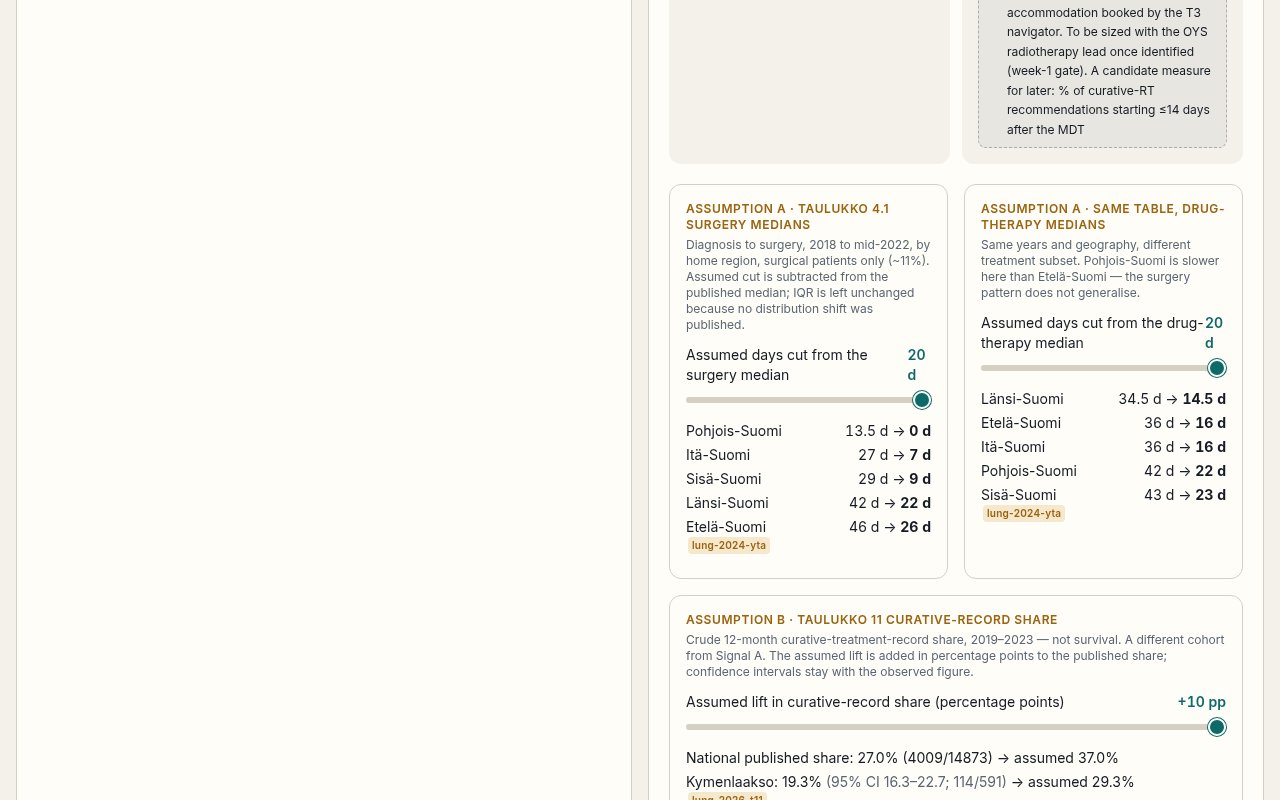 accommodation booked by the T3
navigator. To be sized with the OYS
radiotherapy lead once identified
(week-1 gate). A candidate measure
for later: % of curative-RT
recommendations starting ≤14 days
after the MDT
ASSUMPTION A · TAULUKKO 4.1
SURGERY MEDIANS
Diagnosis to surgery, 2018 to mid-2022, by
home region, surgical patients only (~11%).
Assumed cut is subtracted from the
published median; IQR is left unchanged
because no distribution shift was
published.
Assumed days cut from the 20
surgery median d
Pohjois-Suomi 13.5 d → 0 d
Itä-Suomi 27 d → 7 d
Sisä-Suomi 29 d → 9 d
Länsi-Suomi 42 d → 22 d
Etelä-Suomi 46 d → 26 d
lung-2024-yta
ASSUMPTION A · SAME TABLE, DRUG-
THERAPY MEDIANS
Same years and geography, different
treatment subset. Pohjois-Suomi is slower
here than Etelä-Suomi — the surgery
pattern does not generalise.
Assumed days cut from the drug- 20
therapy median d
Länsi-Suomi 34.5 d → 14.5 d
Etelä-Suomi 36 d → 16 d
Itä-Suomi 36 d → 16 d
Pohjois-Suomi 42 d → 22 d
Sisä-Suomi 43 d → 23 d
lung-2024-yta
ASSUMPTION B · TAULUKKO 11 CURATIVE-RECORD SHARE
Crude 12-month curative-treatment-record share, 2019–2023 — not survival. A different cohort
from Signal A. The assumed lift is added in percentage points to the published share;
confidence intervals stay with the observed figure.
Assumed lift in curative-record share (percentage points) +10 pp
National published share: 27.0% (4009/14873) → assumed 37.0%
Kymenlaakso: 19.3% (95% CI 16.3–22.7; 114/591) → assumed 29.3%
lung-2026-t11